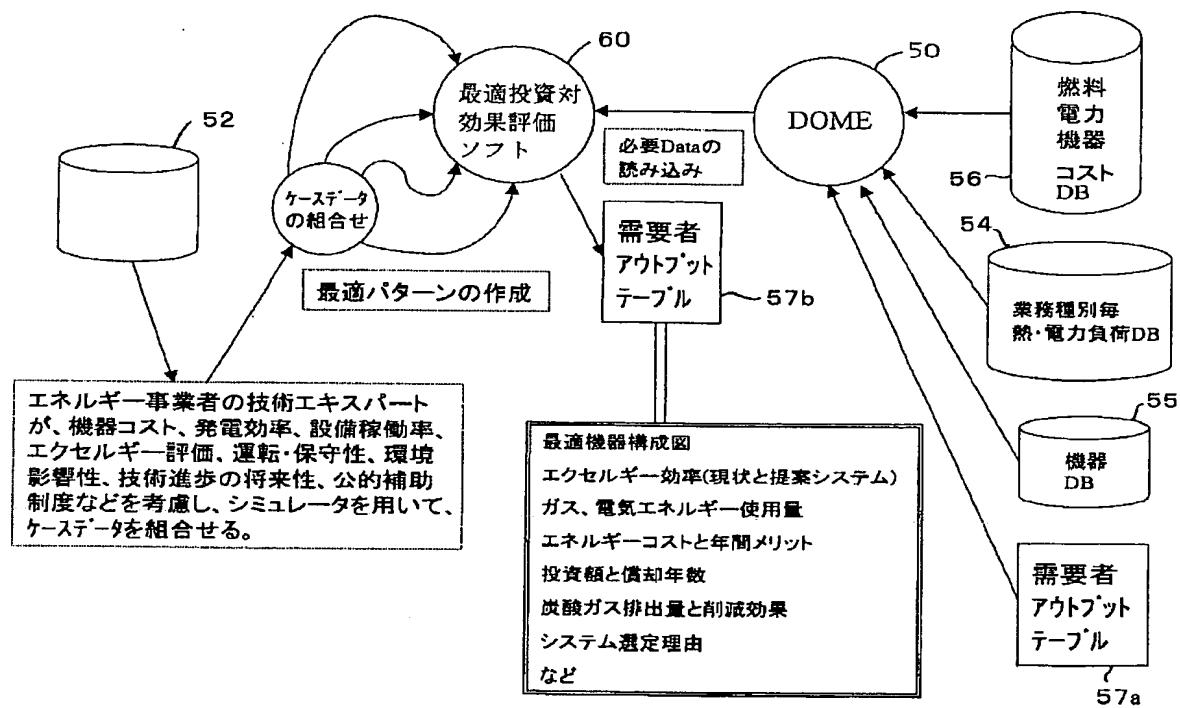 52
60
最適投資対
効果評価
ソフト
50
DOME
燃料
電力
機器
コスト
DB
56
必要Dataの
読み込み
ケースデータ
の組合せ
最適パターンの作成
需要者
アウトプット
テーブル
57b
54
業務種別毎
熱・電力負荷DB
55
機器
DB
需要者
アウトプット
テーブル
57a
エネルギー事業者の技術エキスパート
が、機器コスト、発電効率、設備稼働率、
エクセルギー評価、運転・保守性、環境
影響性、技術進歩の将来性、公的補助
制度などを考慮し、シミュレータを用いて、
ケースデータを組合せる。
最適機器構成図
エクセルギー効率(現状と提案システム)
ガス、電気エネルギー使用量
エネルギーコストと年間メリット
投資額と償却年数
炭酸ガス排出量と削減効果
システム選定理由
など